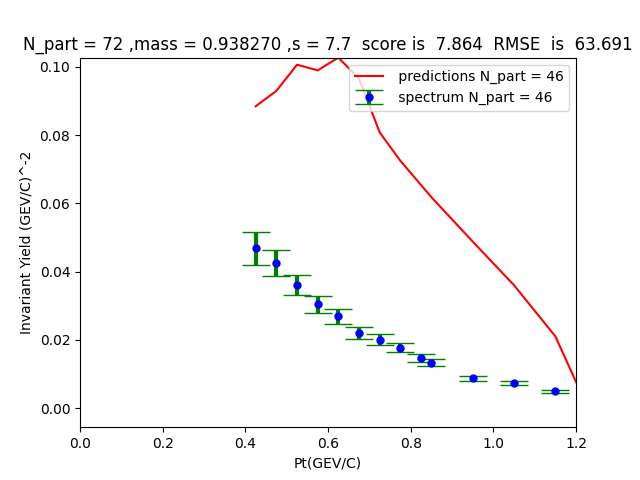 N_part = 72 ,mass = 0.938270 ,s = 7.7  score is  7.864  RMSE  is  63.691
predictions N_part = 46
spectrum N_part = 46
Invariant Yield (GEV/C)^-2
0.10
0.08
0.06
0.04
0.02
0.00
0.0 0.2 0.4 0.6 0.8 1.0 1.2
Pt(GEV/C)